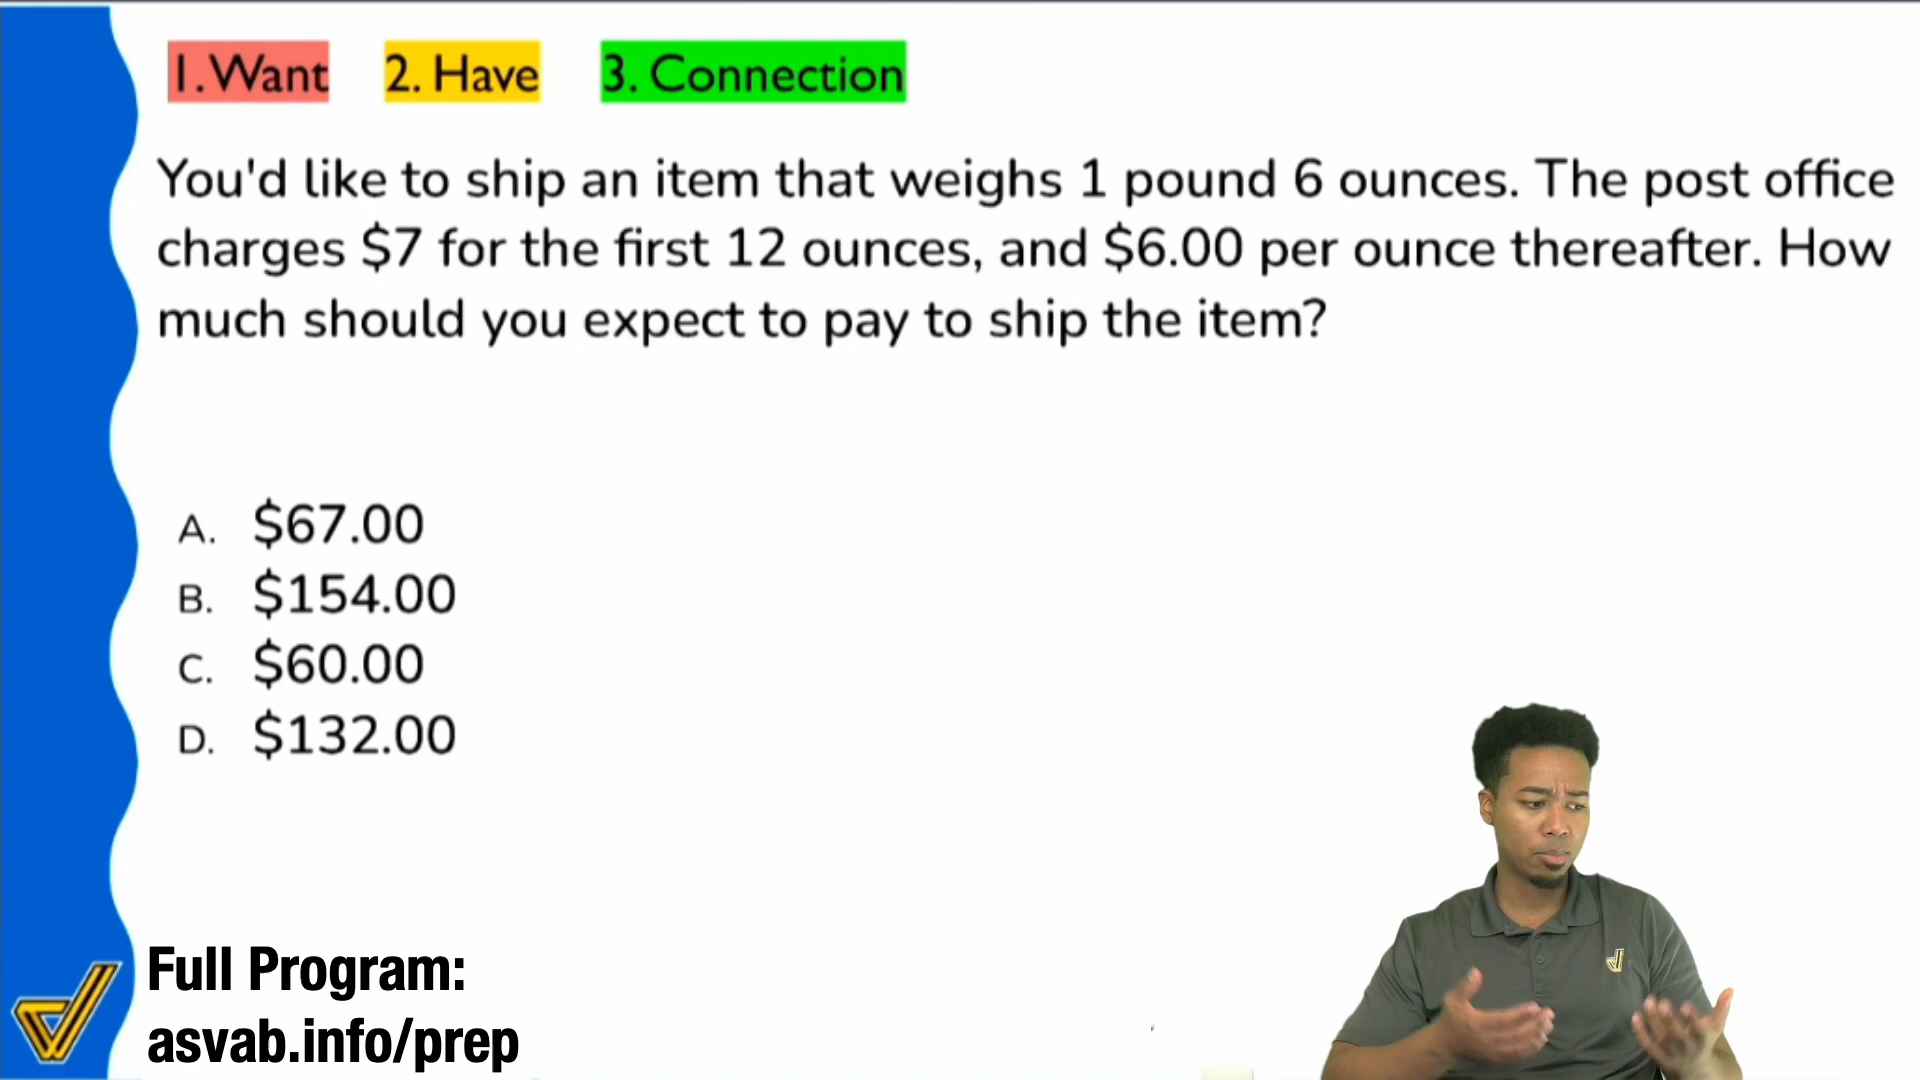 1. Want 2. Have 3. Connection
You'd like to ship an item that weighs 1 pound 6 ounces. The post office
charges $7 for the first 12 ounces, and $6.00 per ounce thereafter. How
much should you expect to pay to ship the item?
A. $67.00
B. $154.00
C. $60.00
D. $132.00
Full Program:
asvab.info/prep